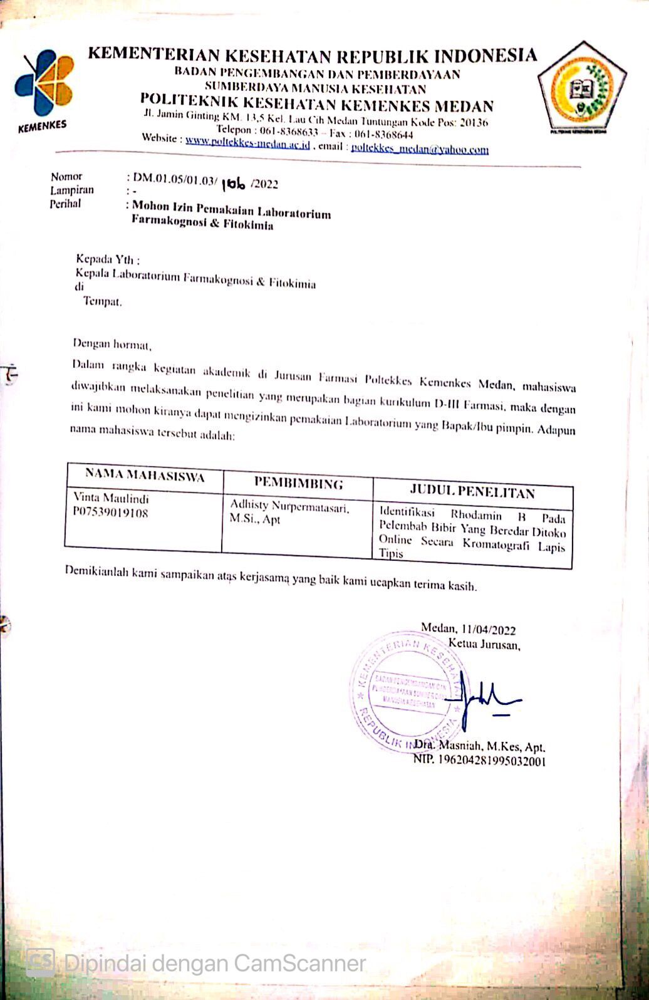 KEMENKES
KEMENTERIAN KESEHATAN REPUBLIK INDONESIA
BADAN PENGEMBANGAN DAN PEMBERDAYAAN
SUMBERDAYA MANUSIA KESEHATAN
POLITEKNIK KESEHATAN KEMENKES MEDAN
Jl. Jamin Ginting KM. 13,5 Kel. Lau Cih Medan Tuntungan Kode Pos: 20136
Telepon : 061-8368633 – Fax : 061-8368644
Website : www.poltekkes-medan.ac.id , email : poltekkes_medan@yahoo.com
POLITEKNIK KESEHATAN MEDAN
Nomor : DM.01.05/01.03/ /2022
Lampiran : -
Perihal : Mohon Izin Pemakaian Laboratorium
Farmakognosi & Fitokimia
Kepada Yth :
Kepala Laboratorium Farmakognosi & Fitokimia
di
Tempat.
Dengan hormat,
Dalam rangka kegiatan akademik di Jurusan Farmasi Poltekkes Kemenkes Medan, mahasiswa
diwajibkan melaksanakan penelitian yang merupakan bagian kurikulum D-III Farmasi, maka dengan
ini kami mohon kiranya dapat mengizinkan pemakaian Laboratorium yang Bapak/Ibu pimpin. Adapun
nama mahasiswa tersebut adalah:
NAMA MAHASISWA PEMBIMBING JUDUL PENELITAN
Vinta Maulindi
P07539019108
Adhisty Nurpermatasari,
M.Si., Apt
Identifikasi Rhodamin B Pada
Pelembab Bibir Yang Beredar Ditoko
Online Secara Kromatografi Lapis
Tipis
Demikianlah kami sampaikan atas kerjasama yang baik kami ucapkan terima kasih.
Medan, 11/04/2022
Ketua Jurusan,
KEMENTERIAN KESEHATAN
BADAN PENGEMBANGAN DAN
PEMBERDAYAAN SUMBER DAYA
MANUSIA KESEHATAN
REPUBLIK INDONESIA
Dra. Masniah, M.Kes, Apt.
NIP. 196204281995032001
CS Dipindai dengan CamScanner